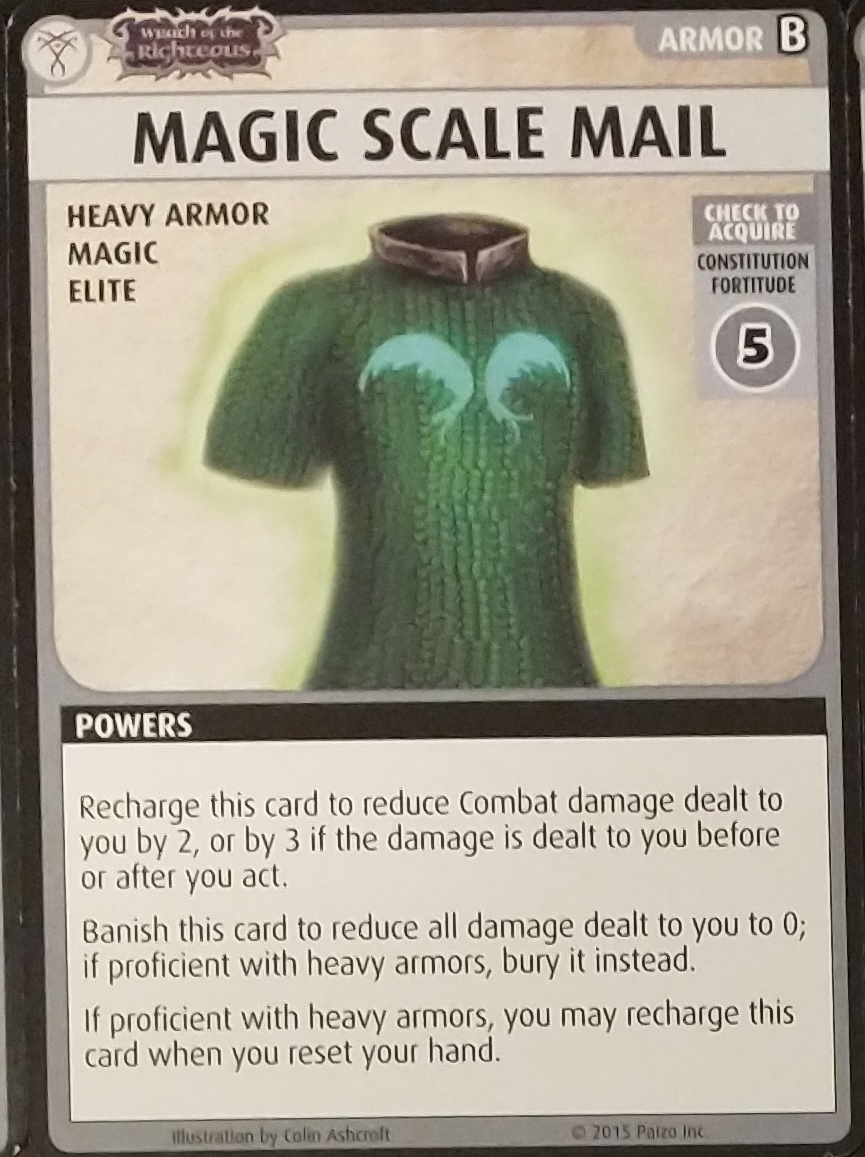 Wrath of the
Righteous
ARMOR B
MAGIC SCALE MAIL
HEAVY ARMOR
MAGIC
ELITE
CHECK TO
ACQUIRE
CONSTITUTION
FORTITUDE
5
POWERS
Recharge this card to reduce Combat damage dealt to
you by 2, or by 3 if the damage is dealt to you before
or after you act.
Banish this card to reduce all damage dealt to you to 0;
if proficient with heavy armors, bury it instead.
If proficient with heavy armors, you may recharge this
card when you reset your hand.
Illustration by Colin Ashcroft
© 2015 Paizo Inc